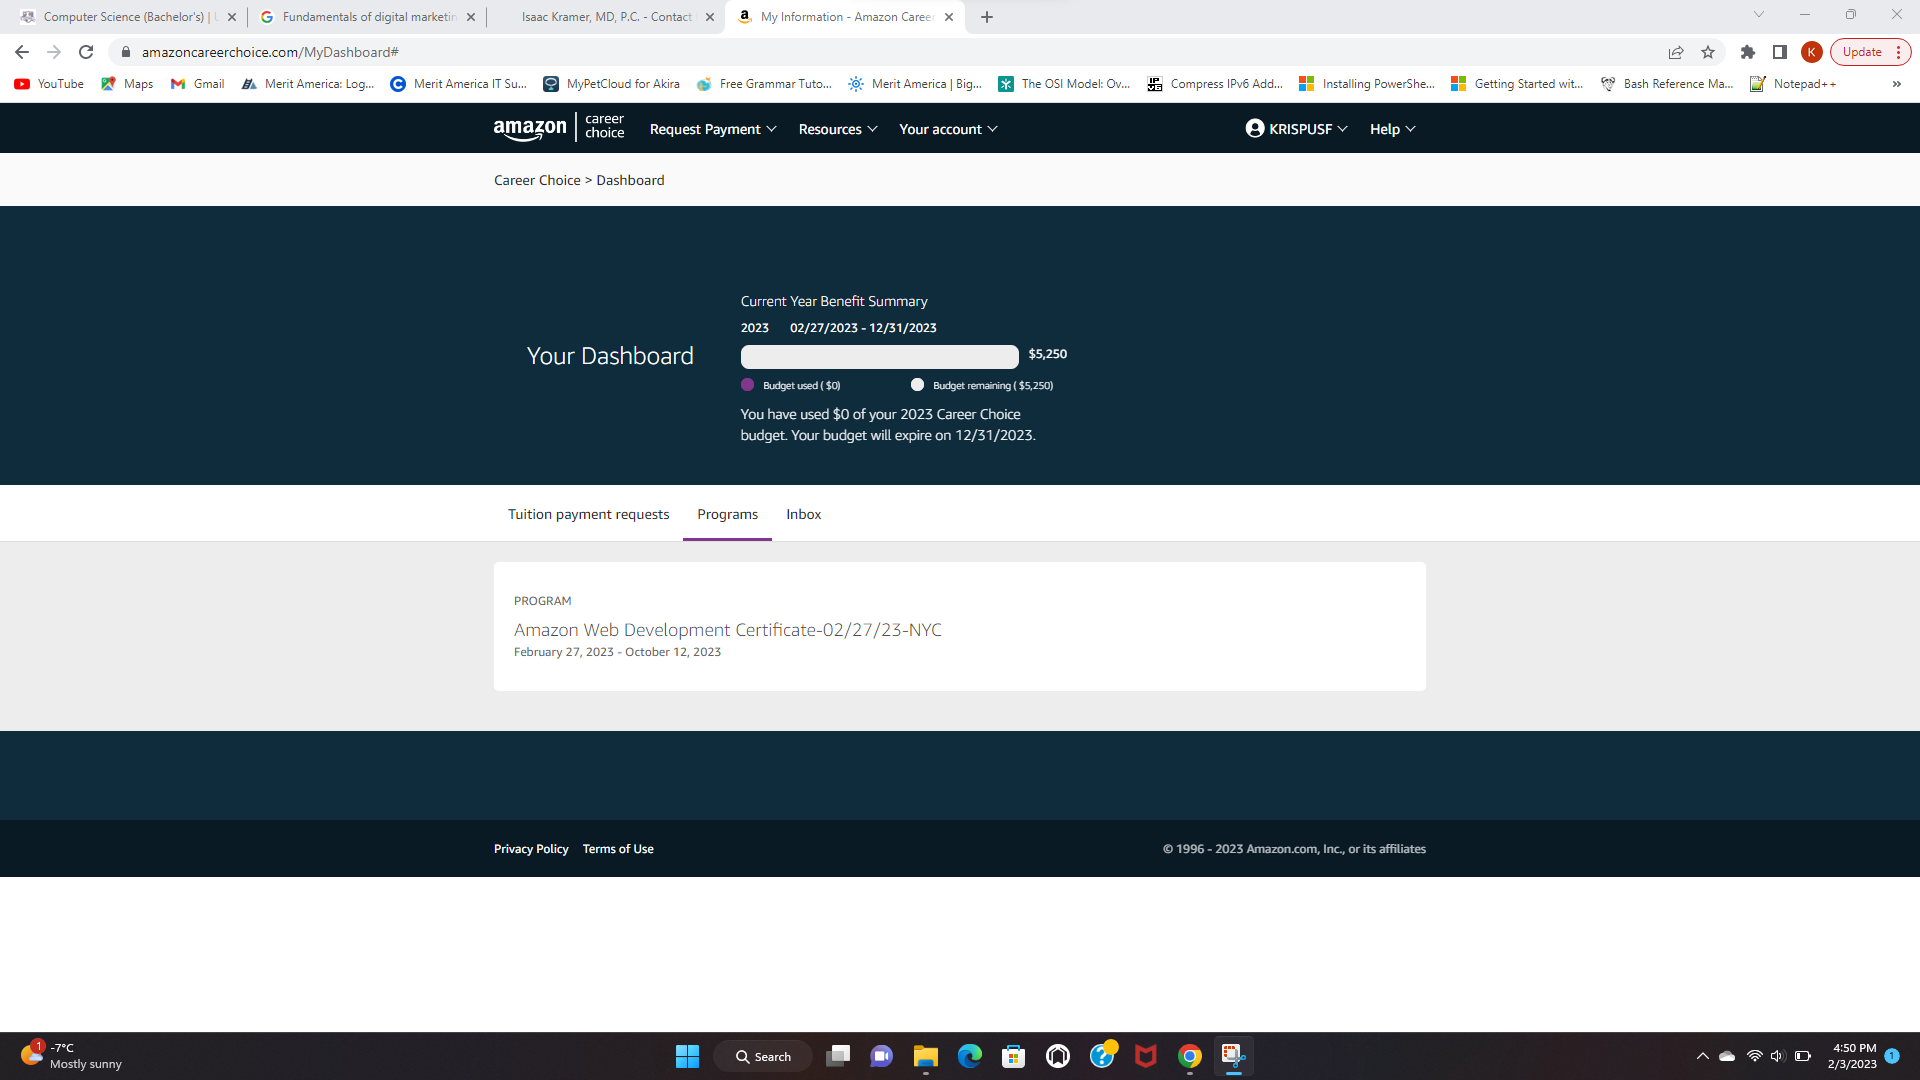 Computer Science (Bachelor's) |
Fundamentals of digital marketin
Isaac Kramer, MD, P.C. - Contact
My Information - Amazon Career
amazoncareerchoice.com/MyDashboard#
K
Update
YouTube
Maps
Gmail
Merit America: Log...
Merit America IT Su...
MyPetCloud for Akira
Free Grammar Tuto...
Merit America | Big...
The OSI Model: Ov...
Compress IPv6 Add...
Installing PowerShe...
Getting Started wit...
Bash Reference Ma...
Notepad++
»
amazon
career
choice
Request Payment
Resources
Your account
KRISPUSF
Help
Career Choice > Dashboard
Your Dashboard
Current Year Benefit Summary
2023 02/27/2023 - 12/31/2023
$5,250
Budget used ( $0)
Budget remaining ( $5,250)
You have used $0 of your 2023 Career Choice
budget. Your budget will expire on 12/31/2023.
Tuition payment requests
Programs
Inbox
PROGRAM
Amazon Web Development Certificate-02/27/23-NYC
February 27, 2023 - October 12, 2023
Privacy Policy
Terms of Use
© 1996 - 2023 Amazon.com, Inc., or its affiliates
1
-7°C
Mostly sunny
Search
4:50 PM
2/3/2023
1